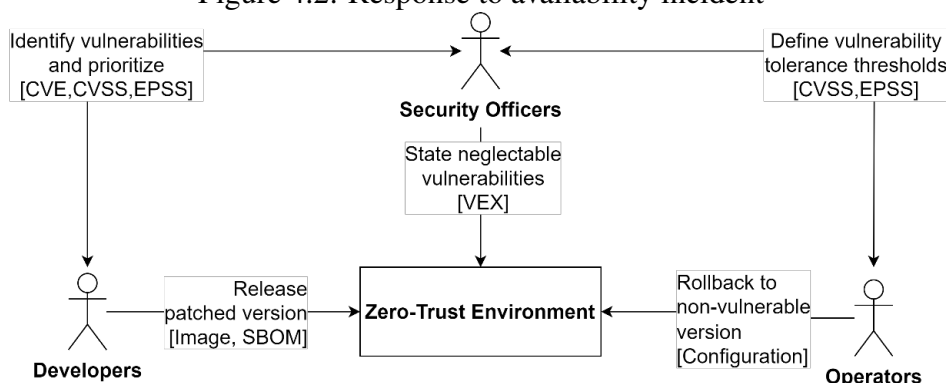 Figure 4.2: Response to availability incident
Identify vulnerabilities
and prioritize
[CVE,CVSS,EPSS]
Define vulnerability
tolerance thresholds
[CVSS,EPSS]
Security Officers
State neglectable
vulnerabilities
[VEX]
Release
patched version
[Image, SBOM]
Zero-Trust Environment
Rollback to
non-vulnerable
version
[Configuration]
Developers
Operators